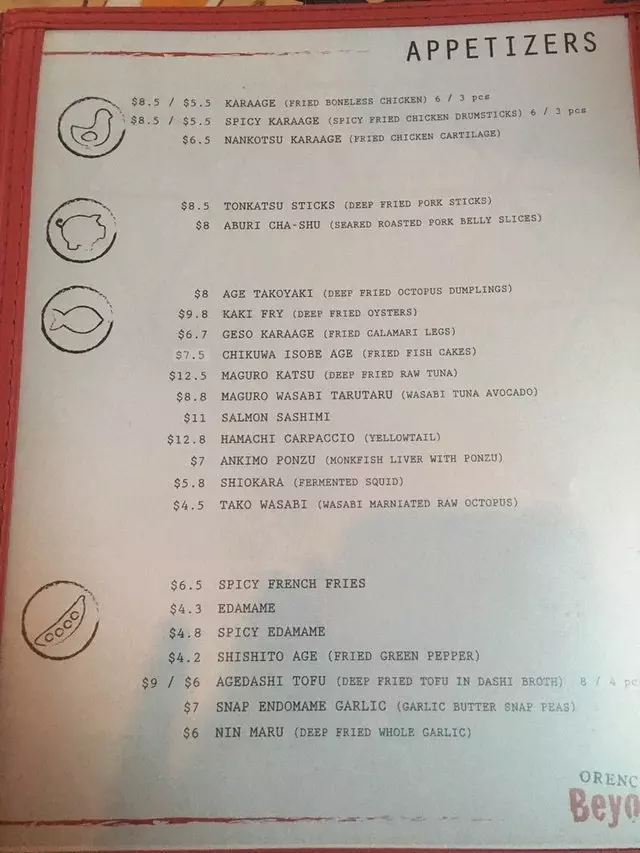 APPETIZERS
$8.5 / $5.5 KARAAGE (FRIED BONELESS CHICKEN) 6 / 3 pcs
$8.5 / $5.5 SPICY KARAAGE (SPICY FRIED CHICKEN DRUMSTICKS) 6 / 3 pcs
$6.5 NANKOTSU KARAAGE (FRIED CHICKEN CARTILAGE)
$8.5 TONKATSU STICKS (DEEP FRIED PORK STICKS)
$8 ABURI CHA-SHU (SEARED ROASTED PORK BELLY SLICES)
$8 AGE TAKOYAKI (DEEP FRIED OCTOPUS DUMPLINGS)
$9.8 KAKI FRY (DEEP FRIED OYSTERS)
$6.7 GESO KARAAGE (FRIED CALAMARI LEGS)
$7.5 CHIKUWA ISOBE AGE (FRIED FISH CAKES)
$12.5 MAGURO KATSU (DEEP FRIED RAW TUNA)
$8.8 MAGURO WASABI TARUTARU (WASABI TUNA AVOCADO)
$11 SALMON SASHIMI
$12.8 HAMACHI CARPACCIO (YELLOWTAIL)
$7 ANKIMO PONZU (MONKFISH LIVER WITH PONZU)
$5.8 SHIOKARA (FERMENTED SQUID)
$4.5 TAKO WASABI (WASABI MARNIATED RAW OCTOPUS)
$6.5 SPICY FRENCH FRIES
$4.3 EDAMAME
$4.8 SPICY EDAMAME
$4.2 SHISHITO AGE (FRIED GREEN PEPPER)
$9 / $6 AGEDASHI TOFU (DEEP FRIED TOFU IN DASHI BROTH) 8 / 4 pc
$7 SNAP ENDOMAME GARLIC (GARLIC BUTTER SNAP PEAS)
$6 NIN MARU (DEEP FRIED WHOLE GARLIC)
ORENC
Beyo